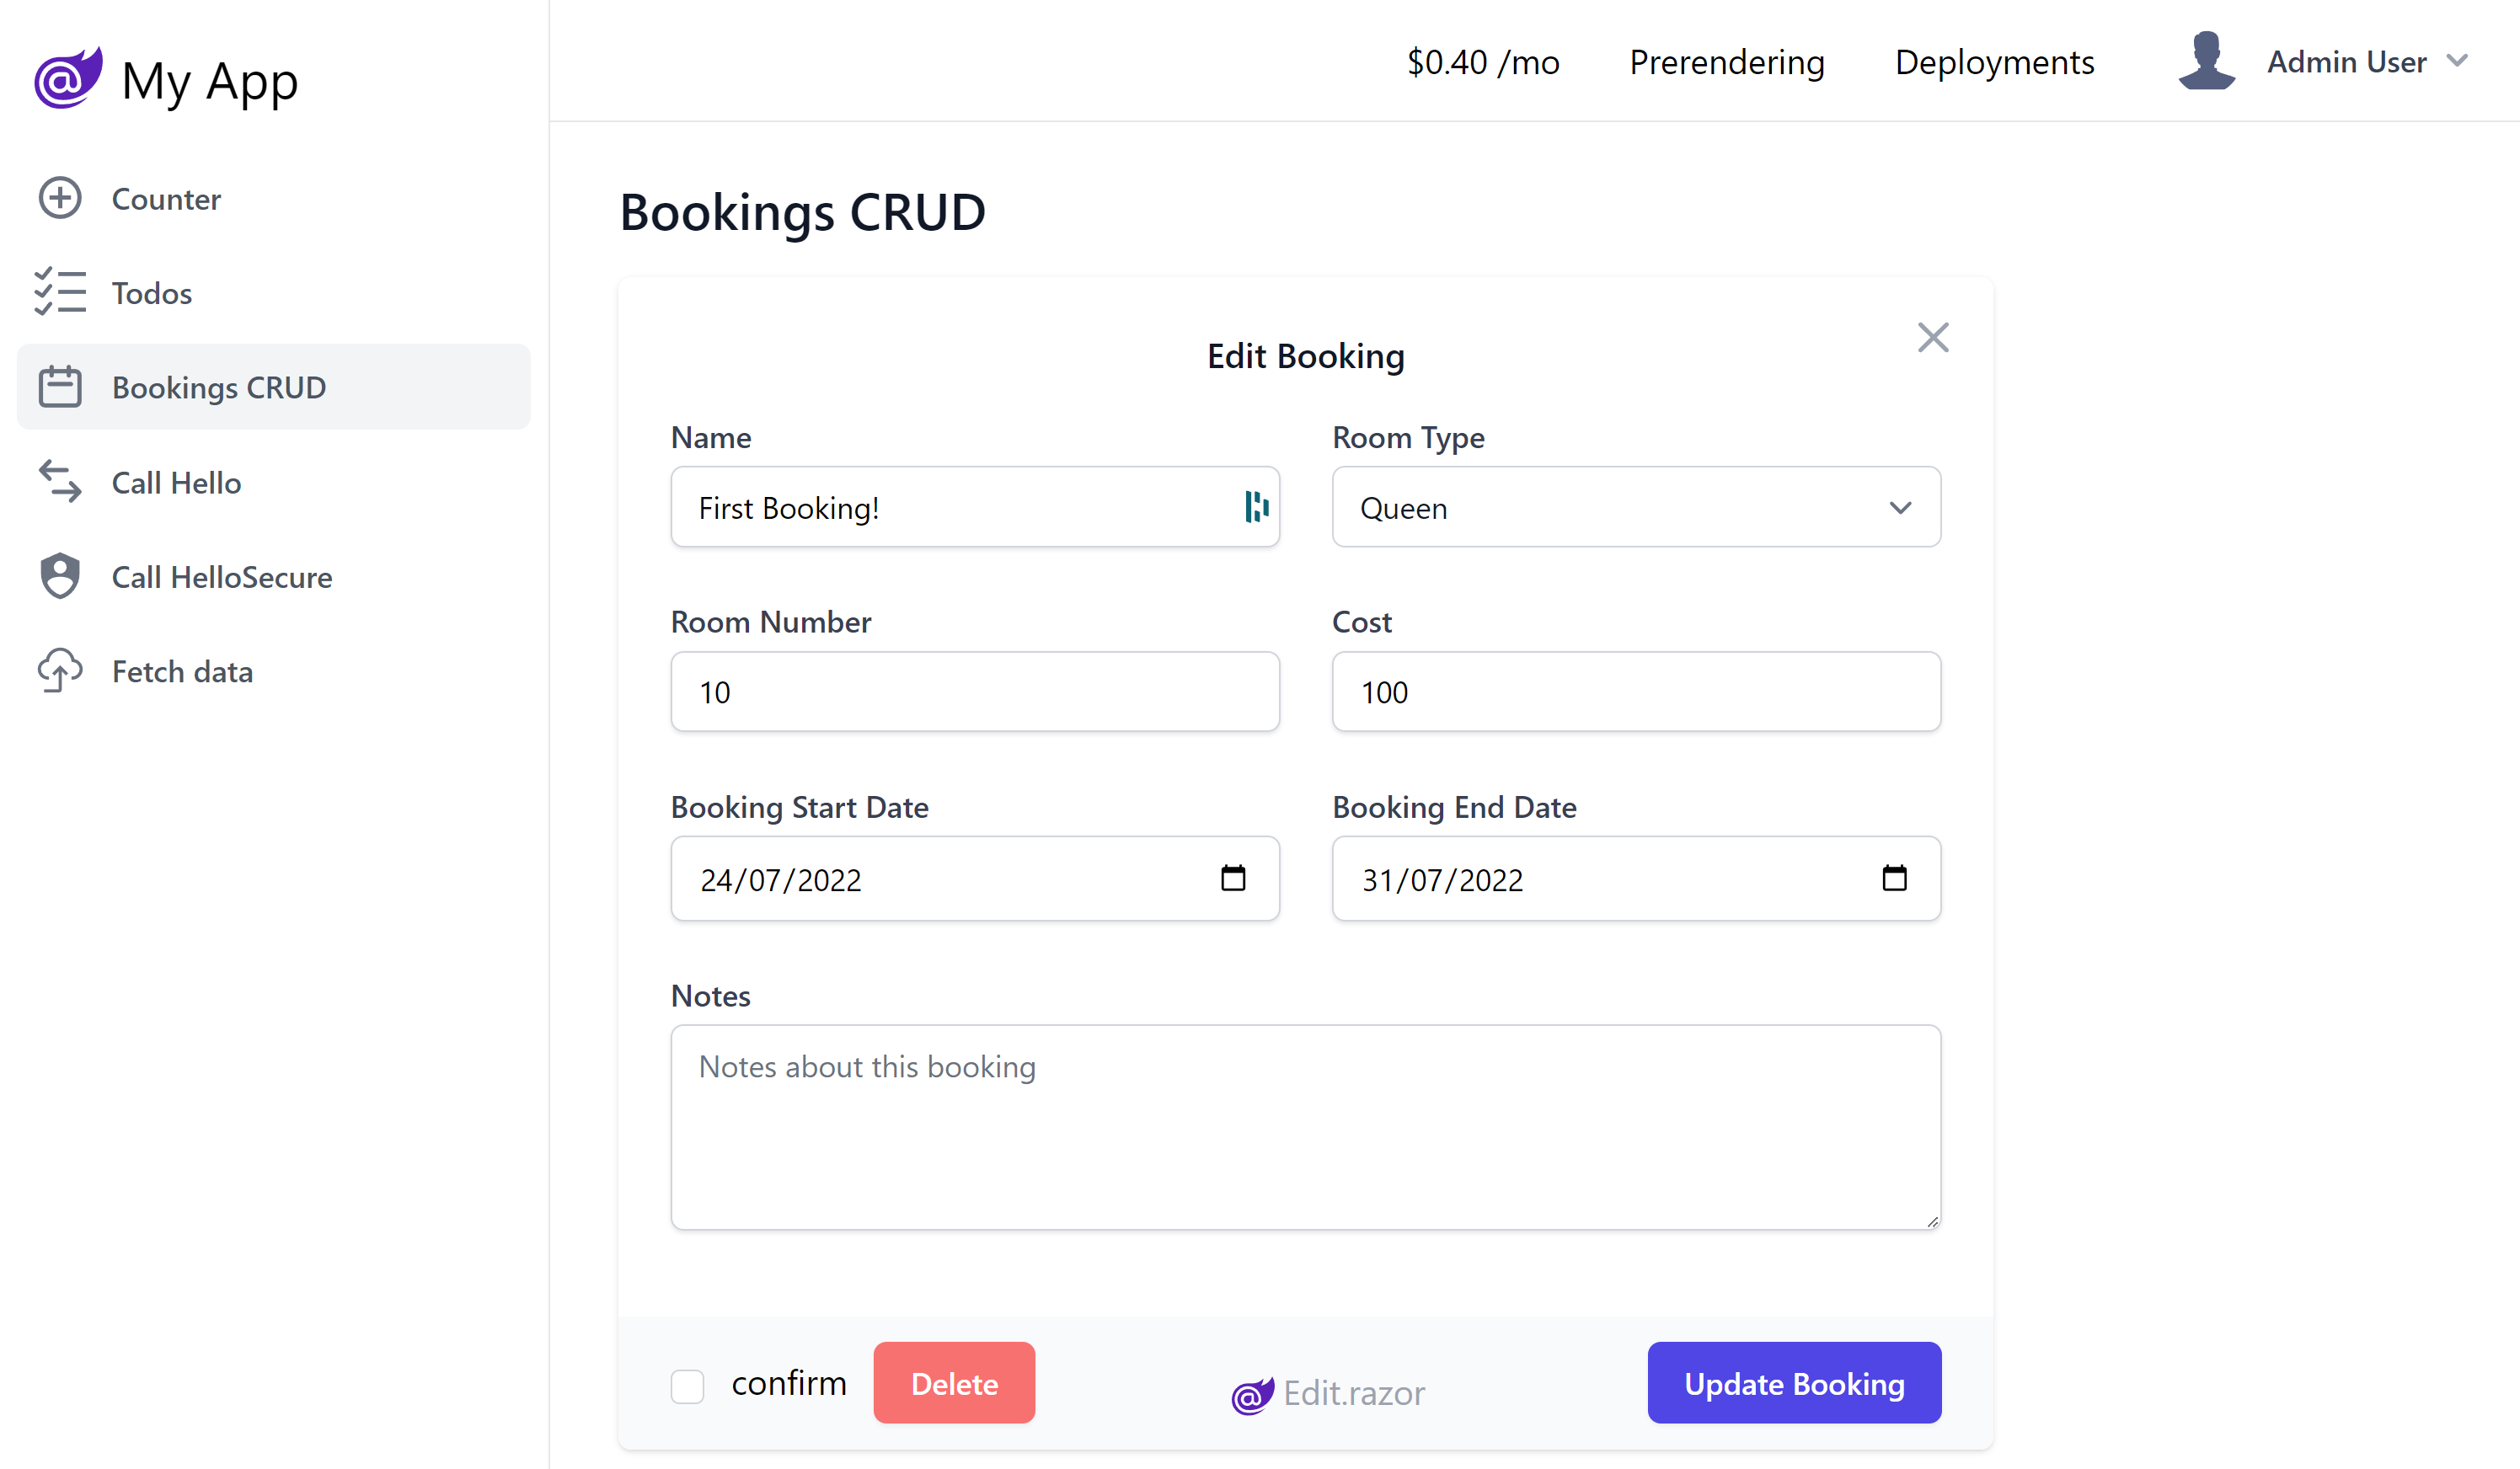 My App
$0.40 /mo Prerendering Deployments Admin User
Counter
Todos
Bookings CRUD
Call Hello
Call HelloSecure
Fetch data
Bookings CRUD
Edit Booking
Name Room Type
First Booking! Queen
Room Number Cost
10 100
Booking Start Date Booking End Date
24/07/2022 31/07/2022
Notes
Notes about this booking
confirm Delete @ Edit.razor Update Booking